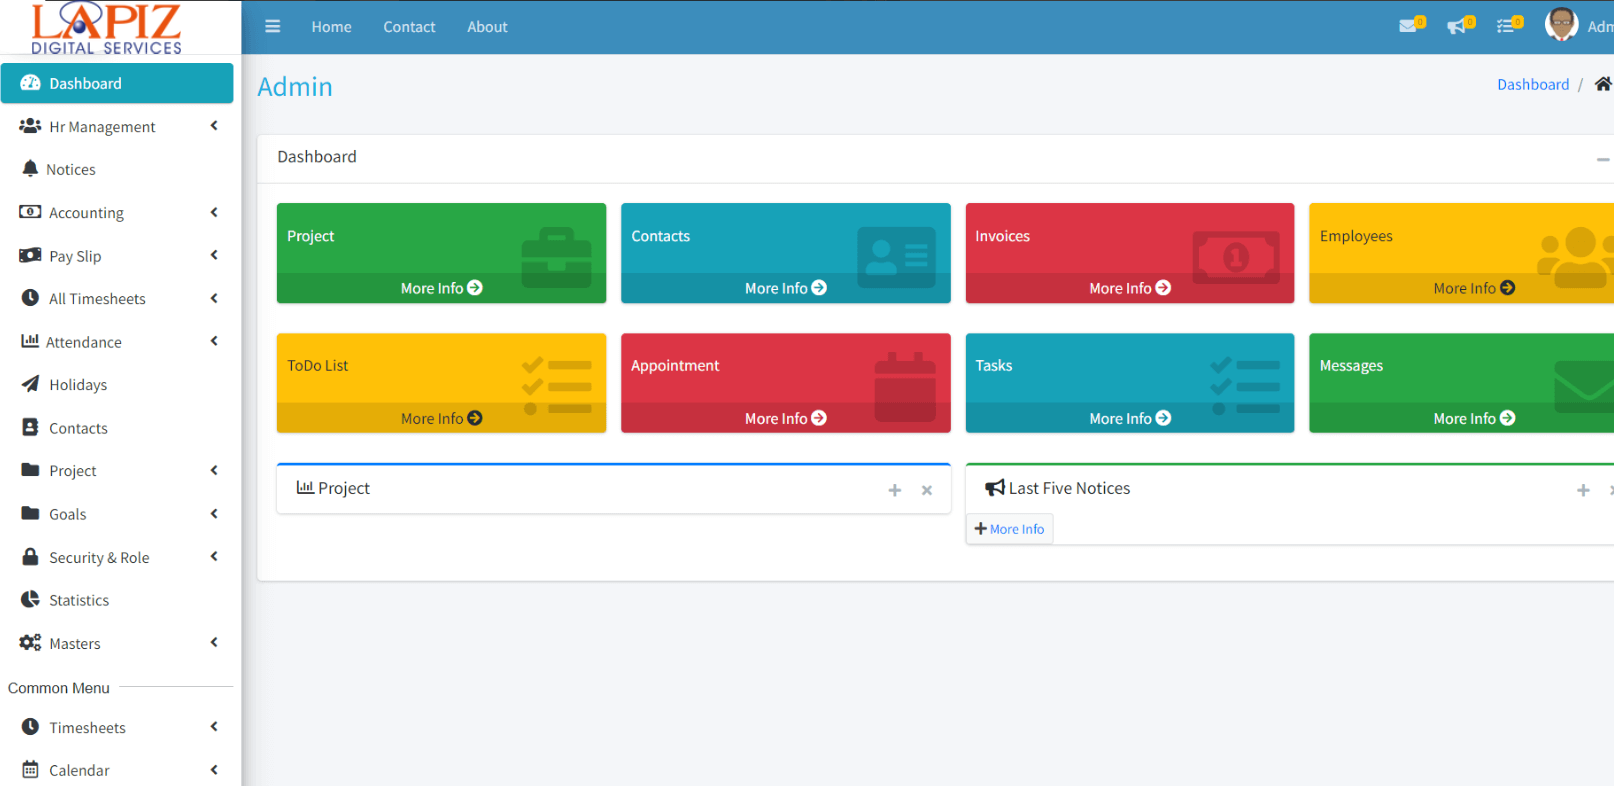 LAPIZ
DIGITAL SERVICES
Home
Contact
About
0
0
0
Adm
Dashboard
Hr Management
Notices
Accounting
Pay Slip
All Timesheets
Attendance
Holidays
Contacts
Project
Goals
Security & Role
Statistics
Masters
Common Menu
Timesheets
Calendar
Admin
Dashboard /
Dashboard
Project
More Info
Contacts
More Info
Invoices
1
More Info
Employees
More Info
ToDo List
More Info
Appointment
More Info
Tasks
More Info
Messages
More Info
Project
Last Five Notices
More Info